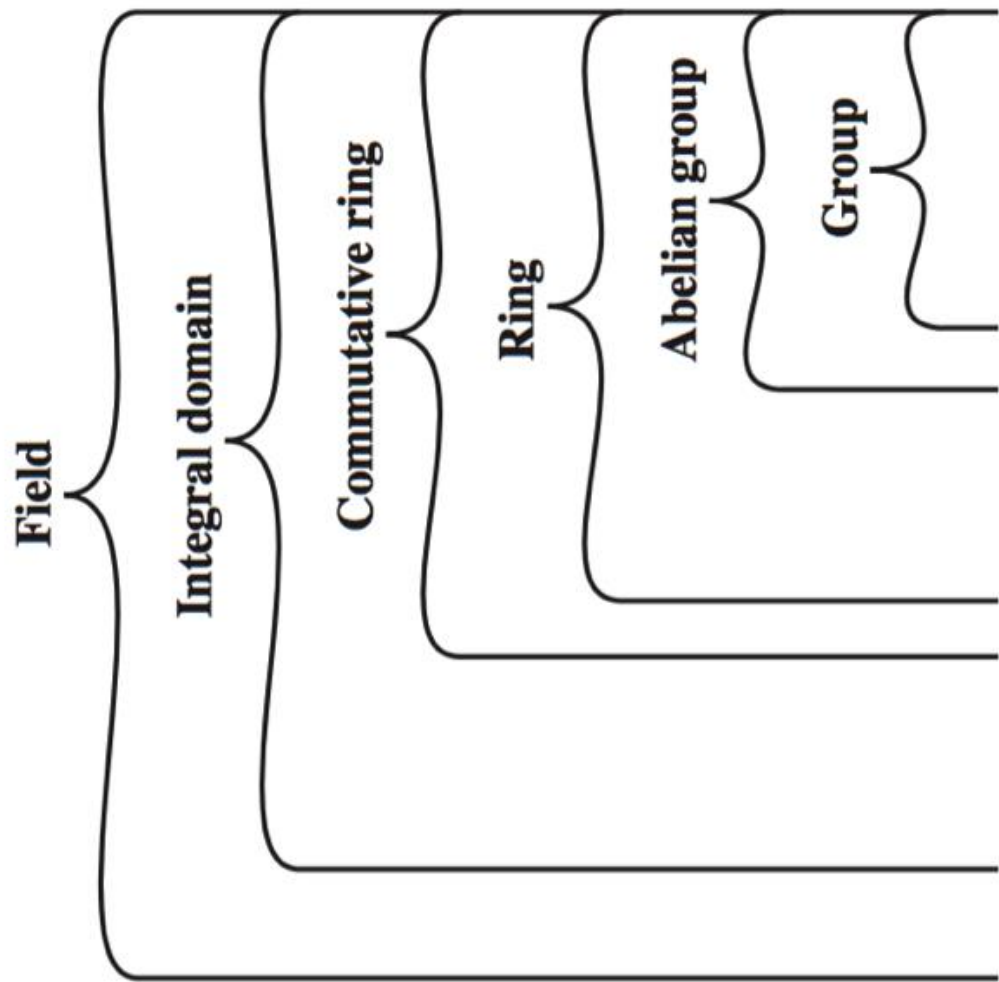 Field
Integral domain
Commutative ring
Ring
Abelian group
Group